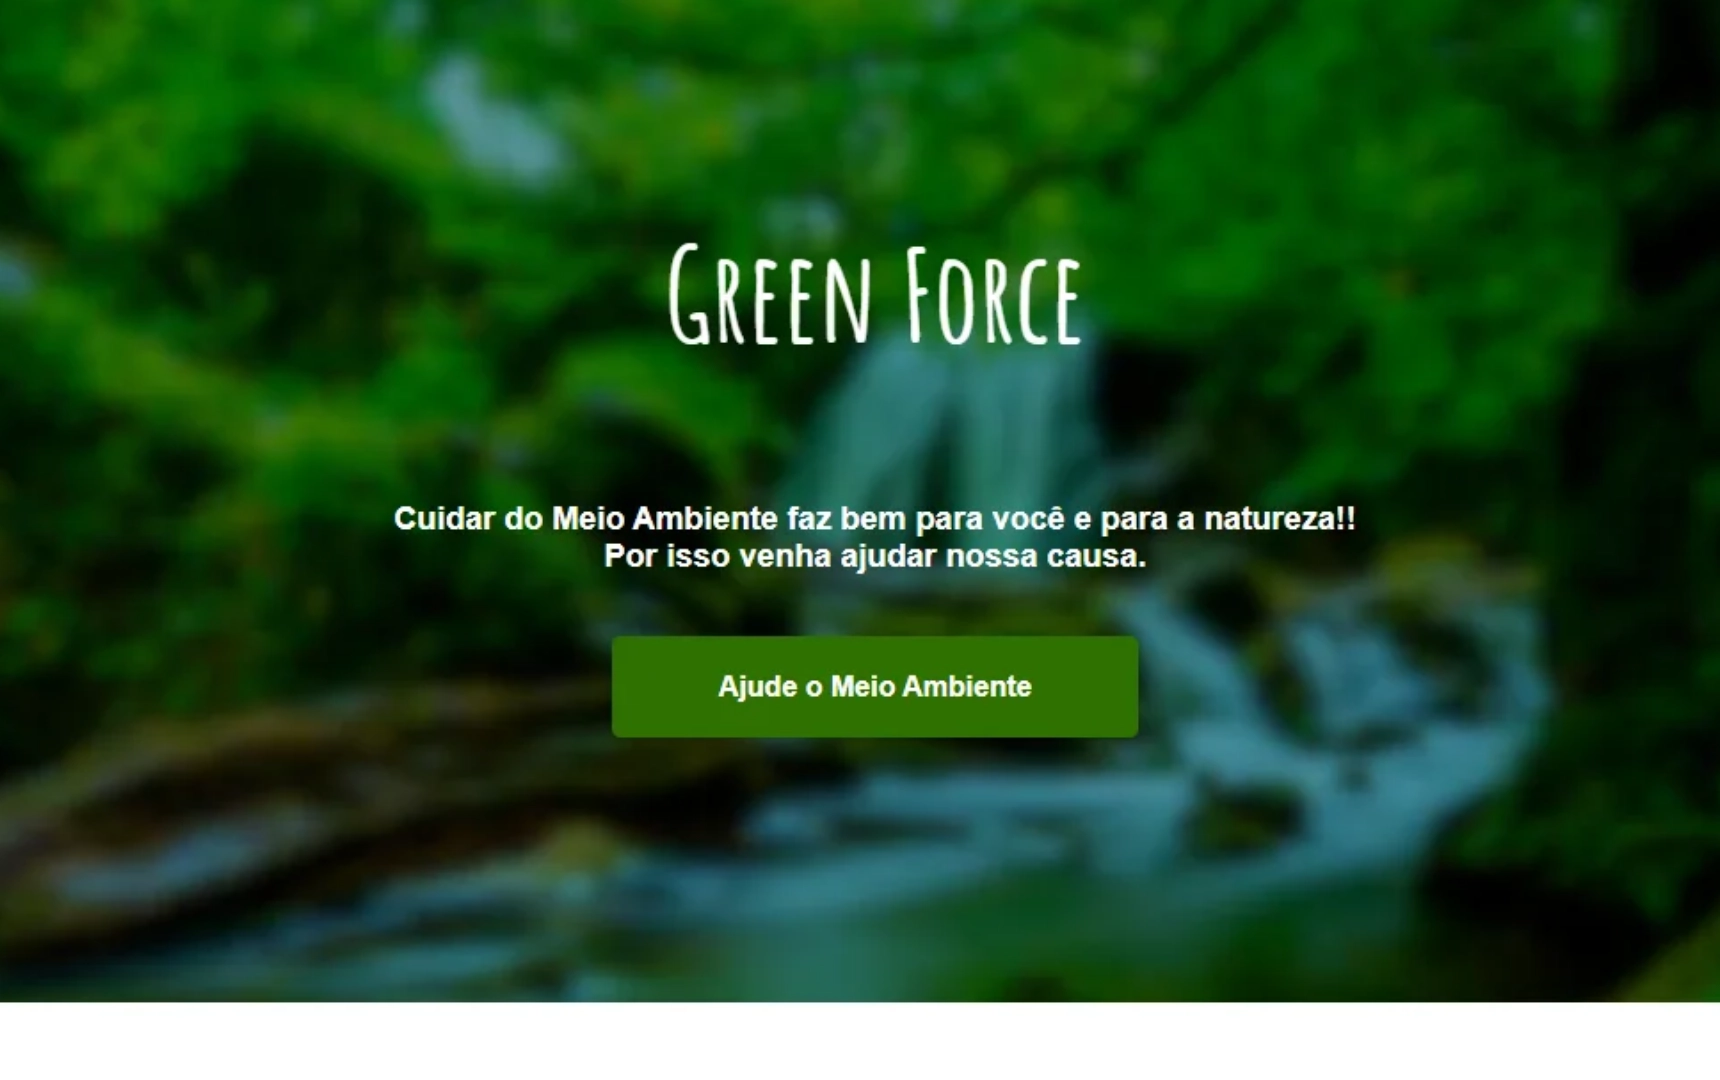 Green Force
Cuidar do Meio Ambiente faz bem para você e para a natureza!!
Por isso venha ajudar nossa causa.
Ajude o Meio Ambiente